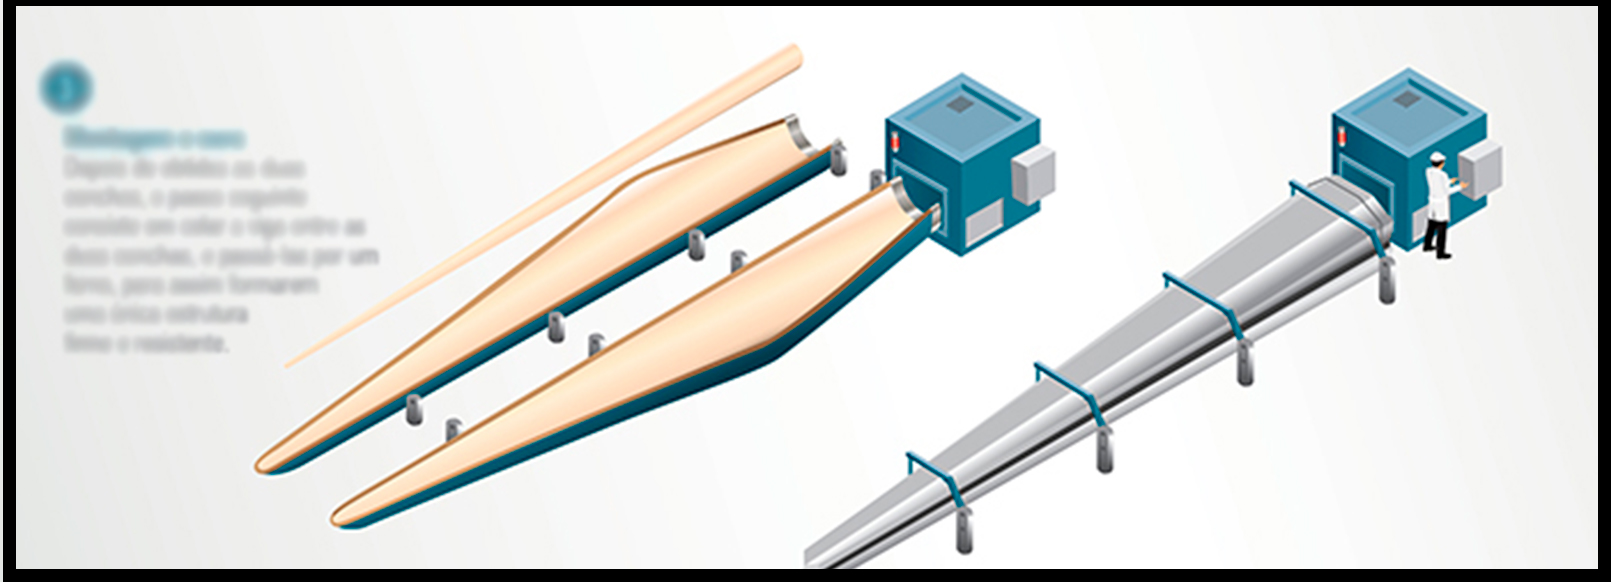 Montagem e cura
Depois de obtidas as duas
conchas, o passo seguinte
consiste em colar a viga entre as
duas conchas, e passá-las por um
forno, para assim formarem
uma única estrutura
firme e resistente.